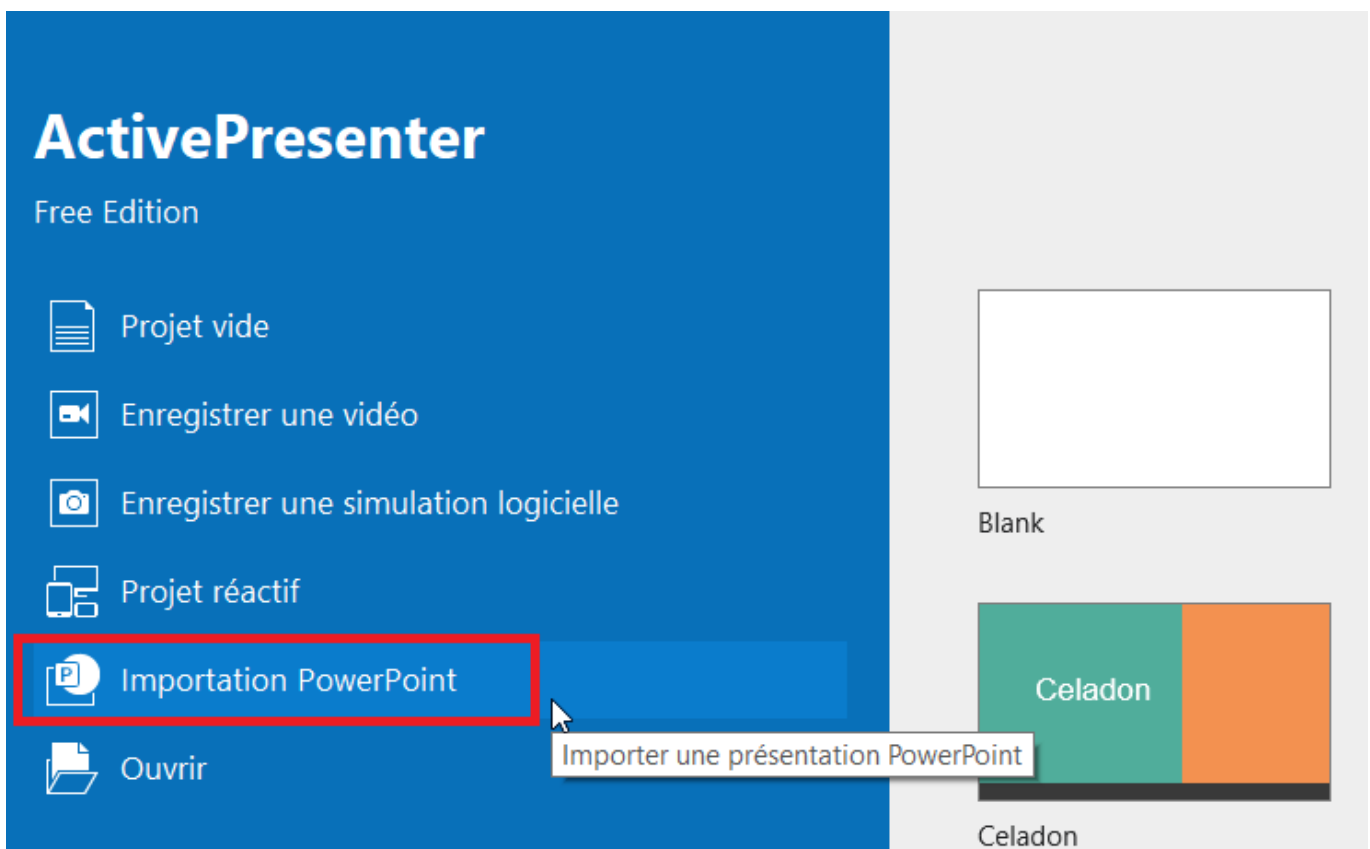 ActivePresenter
Free Edition
Projet vide
Enregistrer une vidéo
Enregistrer une simulation logicielle
Projet réactif
Importation PowerPoint
Importer une présentation PowerPoint
Ouvrir
Blank
Celadon
Celadon